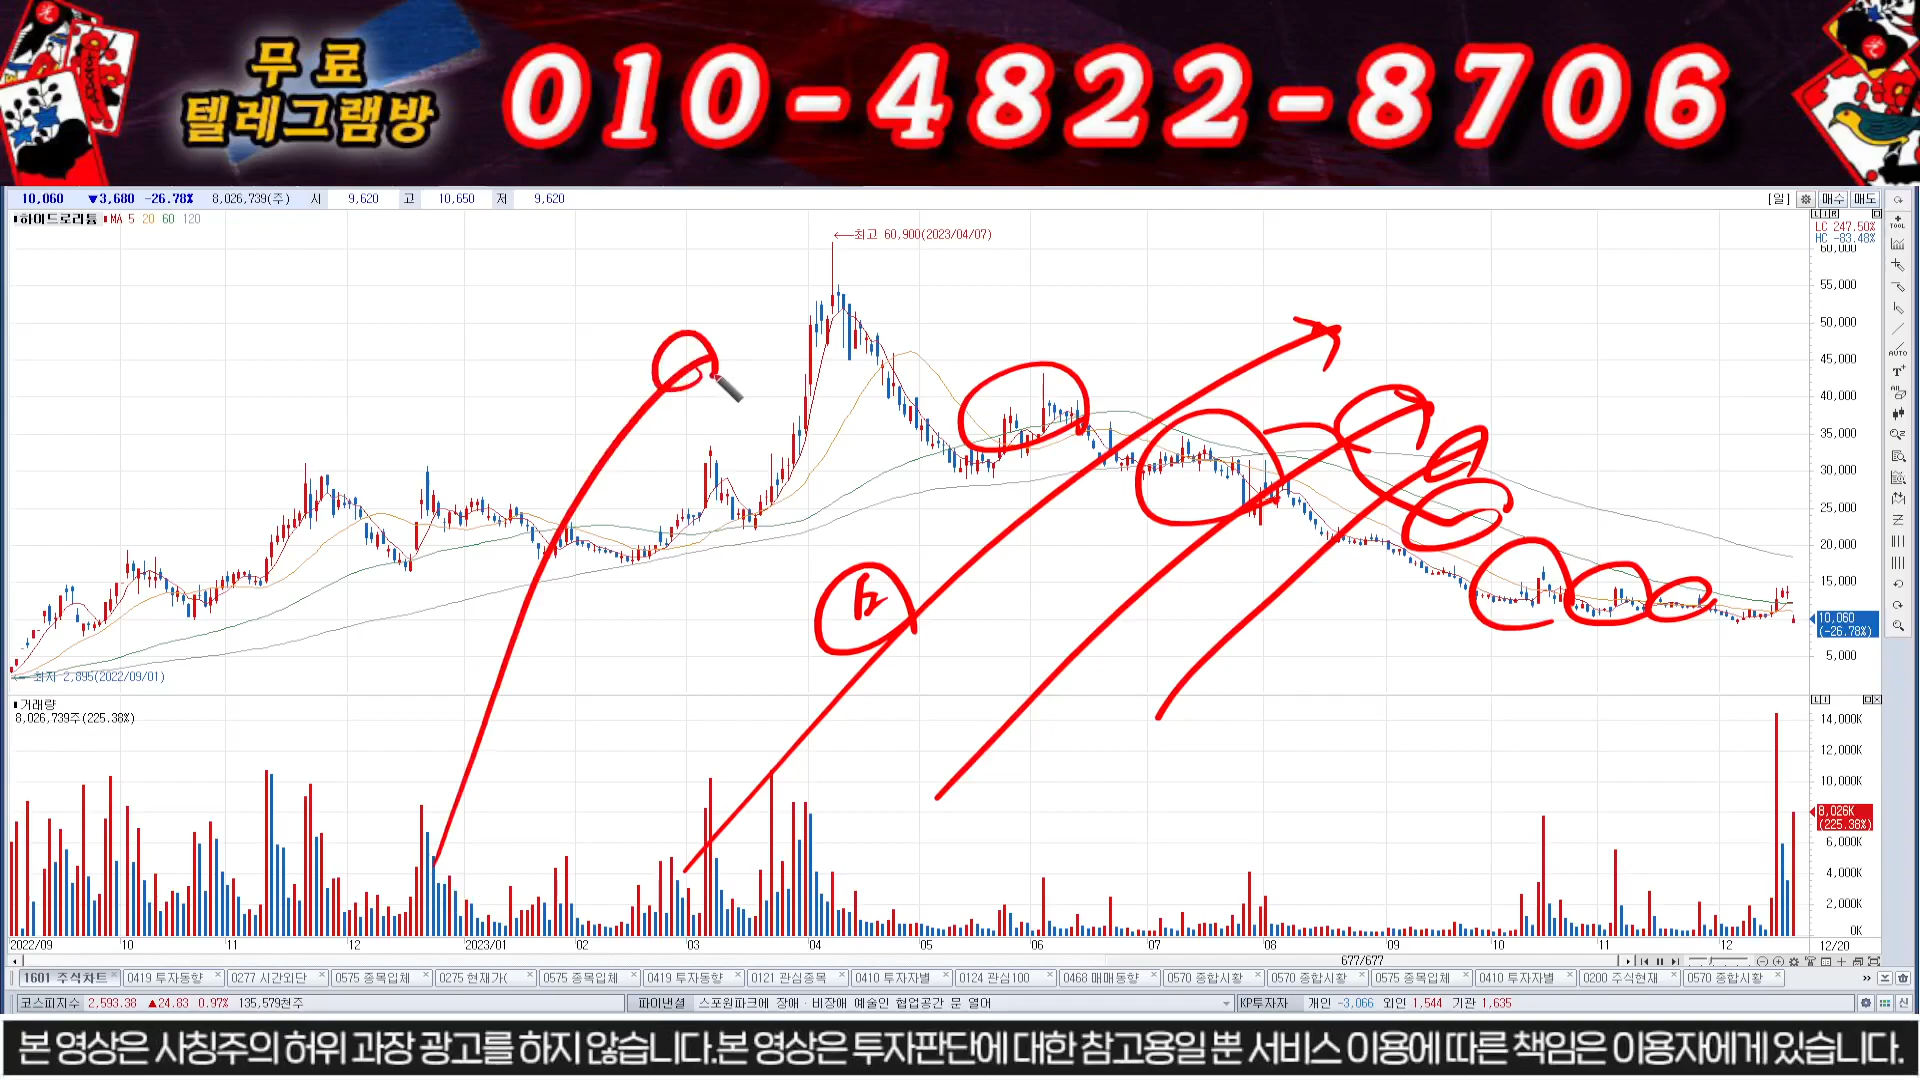 무료
텔레그램방
010-4822-8706
10,060 ▼3,680 -26.78% 8,026,739(주) 시 9,620 고 10,650 저 9,620 [일] 매수 매도
하이드로리튬 MA 5 20 60 120
LC 247.50%
HC -83.48%
←최고 60,900(2023/04/07)
60,000
55,000
50,000
45,000
40,000
35,000
30,000
25,000
20,000
15,000
10,060
(-26.78%)
5,000
←최저 2,895(2022/09/01)
거래량
8,026,739주(225.38%)
14,000K
12,000K
10,000K
8,026K
(225.38%)
6,000K
4,000K
2,000K
0K
2022/09 10 11 12 2023/01 02 03 04 05 06 07 08 09 10 11 12 12/20
677/677
1601 주식차트 0419 투자동향 0277 시간외단 0575 종목입체 0275 현재가( 0575 종목입체 0419 투자동향 0121 관심종목 0410 투자자별 0124 관심100 0468 매매동향 0570 종합시황 0570 종합시황 0575 종목입체 0410 투자자별 0200 주식현재 0570 종합시황
코스피지수 2,593.38 ▲24.83 0.97% 135,579천주 파이낸셜 스포원파크에 장애·비장애 예술인 협업공간 문 열어 KP투자자 개인 -3,066 외인 1,544 기관 1,635
본 영상은 사칭주의 허위 과장 광고를 하지 않습니다.본 영상은 투자판단에 대한 참고용일 뿐 서비스 이용에 따른 책임은 이용자에게 있습니다.